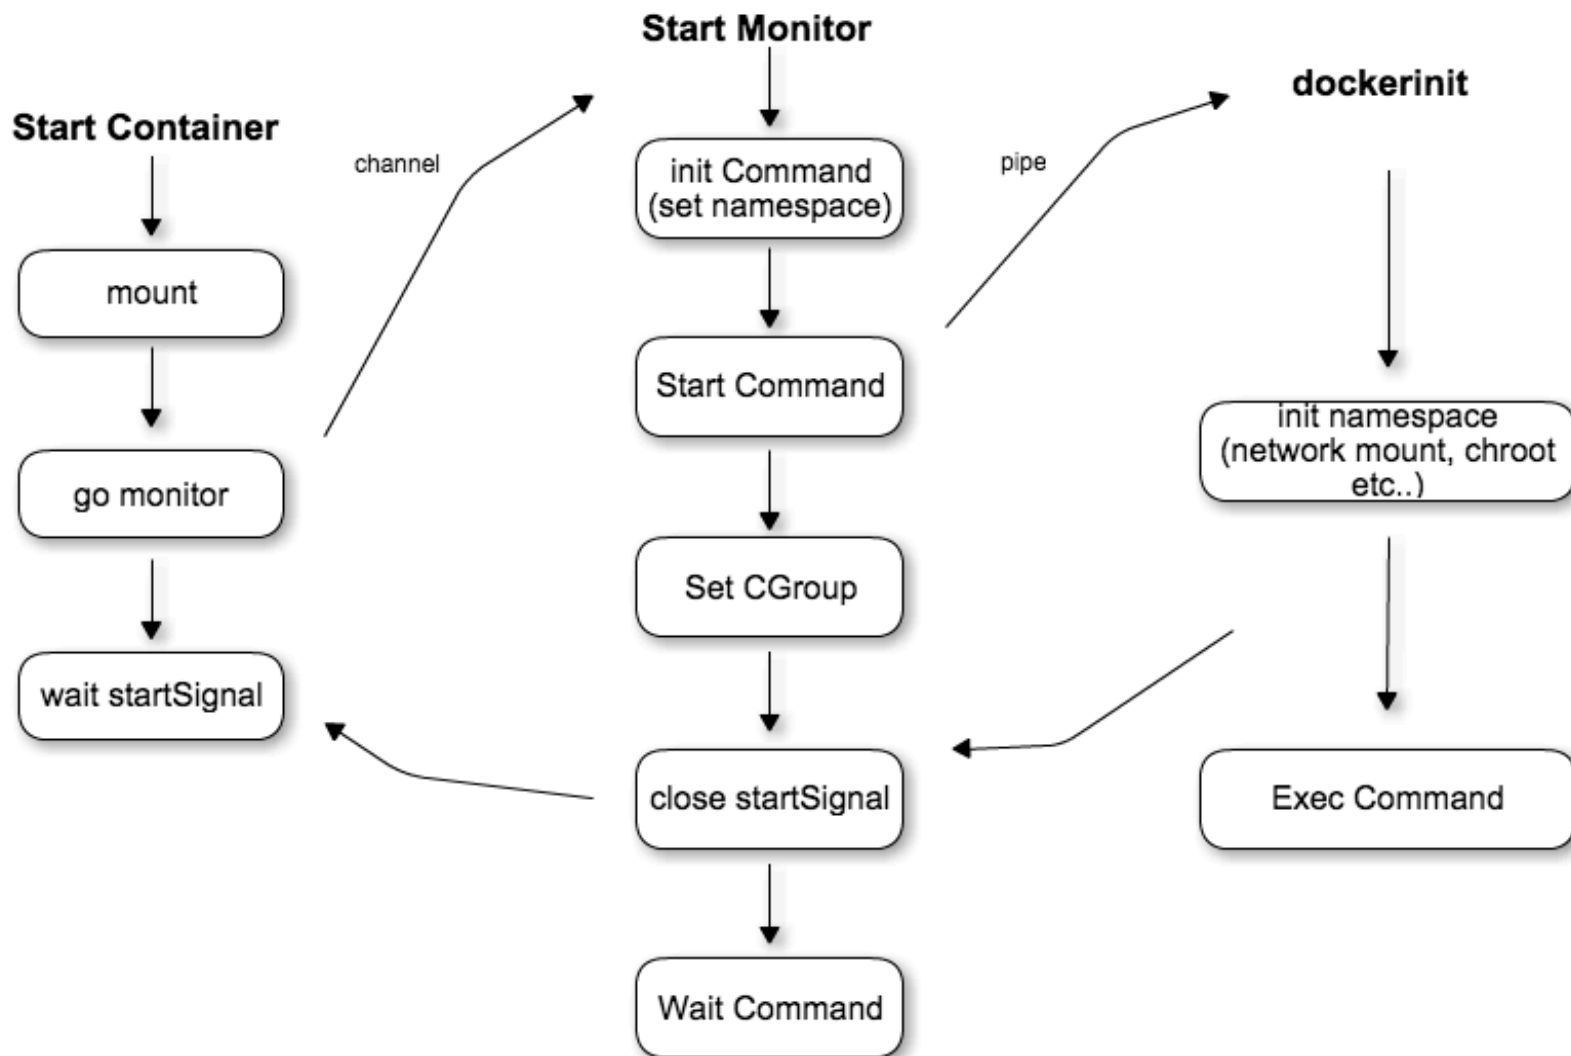 Start Monitor
dockerinit
Start Container
channel
pipe
init Command
(set namespace)
mount
Start Command
init namespace
(network mount, chroot
etc..)
go monitor
Set CGroup
wait startSignal
close startSignal
Exec Command
Wait Command